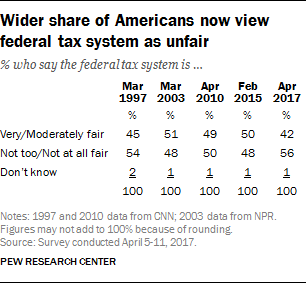 Wider share of Americans now view
federal tax system as unfair
% who say the federal tax system is ...
Mar Mar Apr Feb Apr
1997 2003 2010 2015 2017
% % % % %
Very/Moderately fair 45 51 49 50 42
Not too/Not at all fair 54 48 50 48 56
Don't know 2 1 1 1 1
100 100 100 100 100
Notes: 1997 and 2010 data from CNN; 2003 data from NPR.
Figures may not add to 100% because of rounding.
Source: Survey conducted April 5-11, 2017.
PEW RESEARCH CENTER